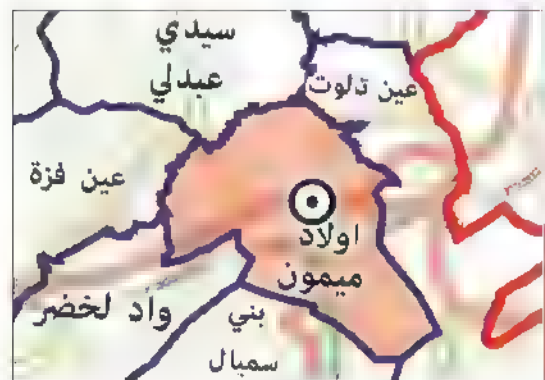 سيدي
عبدلي
عين تلوت
عين فزة
اولاد
ميمون
واد لخضر
بني
سميال